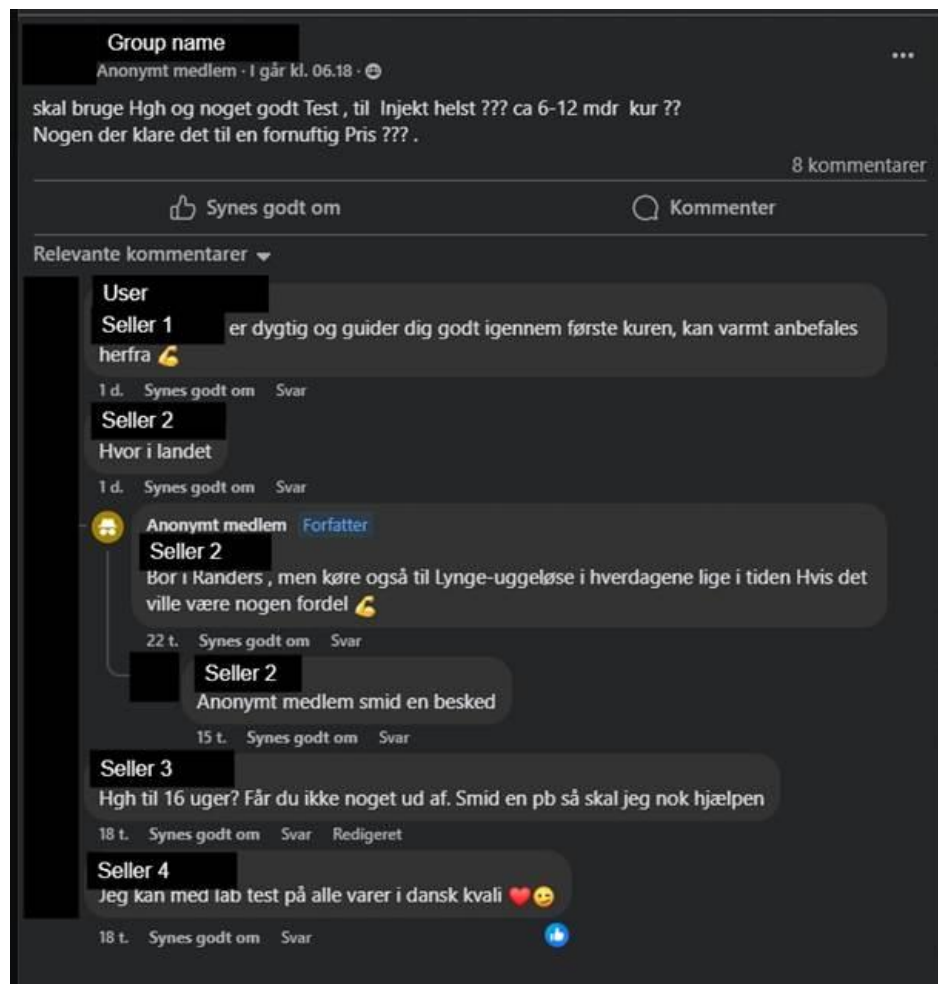 Group name
Anonymt medlem · I går kl. 06.18 ·
skal bruge Hgh og noget godt Test , til Injekt helst ??? ca 6-12 mdr kur ??
Nogen der klare det til en fornuftig Pris ??? .
8 kommentarer
Synes godt om
Kommenter
Relevante kommentarer
User
Seller 1 er dygtig og guider dig godt igennem første kuren, kan varmt anbefales
herfra 💪
1 d. Synes godt om Svar
Seller 2
Hvor i landet
1 d. Synes godt om Svar
Anonymt medlem Forfatter
Seller 2
Bor i Randers , men køre også til Lynge-uggeløse i hverdagene lige i tiden Hvis det
ville være nogen fordel 💪
22 t. Synes godt om Svar
Seller 2
Anonymt medlem smid en besked
15 t. Synes godt om Svar
Seller 3
Hgh til 16 uger? Får du ikke noget ud af. Smid en pb så skal jeg nok hjælpen
18 t. Synes godt om Svar Redigeret
Seller 4
Jeg kan med lab test på alle varer i dansk kvali ❤️😉
18 t. Synes godt om Svar